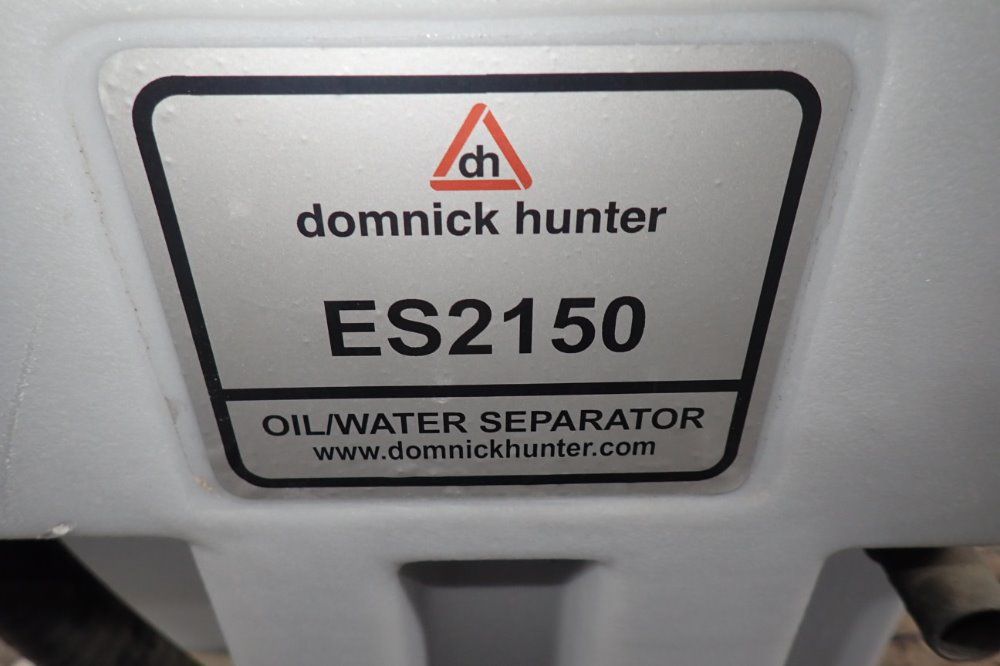 dh
domnick hunter
ES2150
OIL/WATER SEPARATOR
www.domnickhunter.com